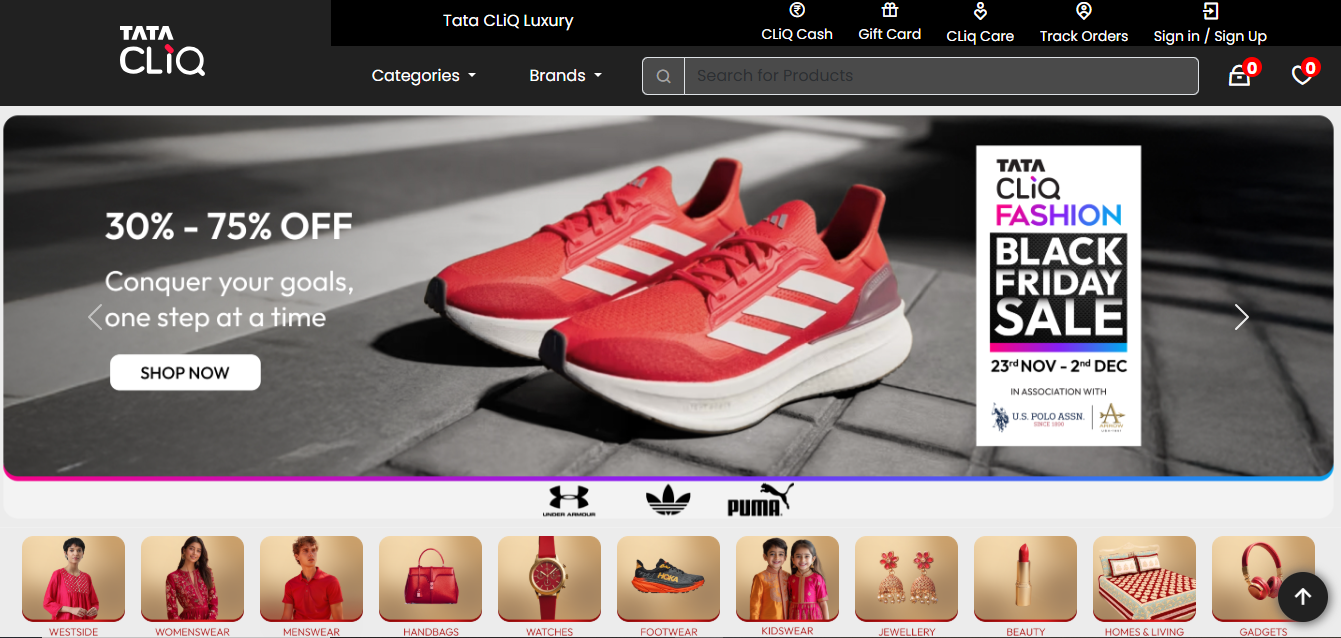 TATA
CLiQ
Tata CLiQ Luxury
CLiQ Cash
Gift Card
CLiq Care
Track Orders
Sign in / Sign Up
Categories
Brands
Search for Products
0
0
30% - 75% OFF
Conquer your goals,
one step at a time
SHOP NOW
TATA
CLiQ
FASHION
BLACK
FRIDAY
SALE
23rd NOV - 2nd DEC
IN ASSOCIATION WITH
U.S. POLO ASSN.
SINCE 1890
ARROW
UNDER ARMOUR
PUMA
HOKA
WESTSIDE
WOMENSWEAR
MENSWEAR
HANDBAGS
WATCHES
FOOTWEAR
KIDSWEAR
JEWELLERY
BEAUTY
HOMES & LIVING
GADGETS